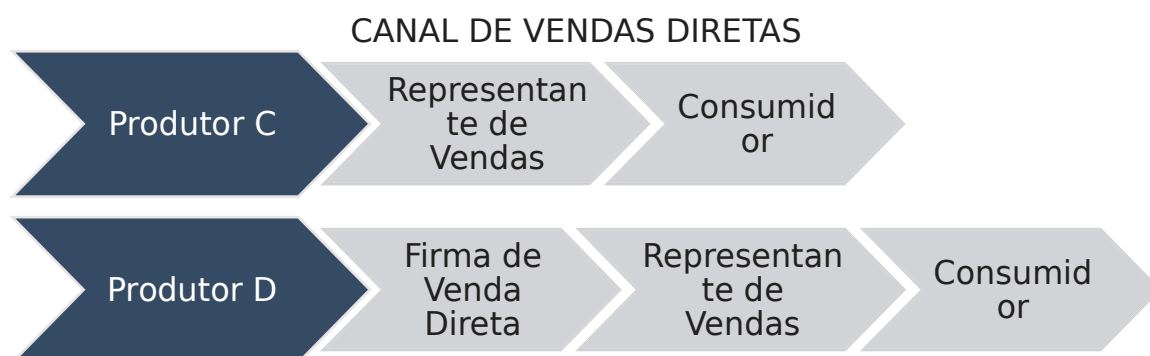 CANAL DE VENDAS DIRETAS
Produtor C
Representan
te de
Vendas
Consumid
or
Produtor D
Firma de
Venda
Direta
Representan
te de
Vendas
Consumid
or